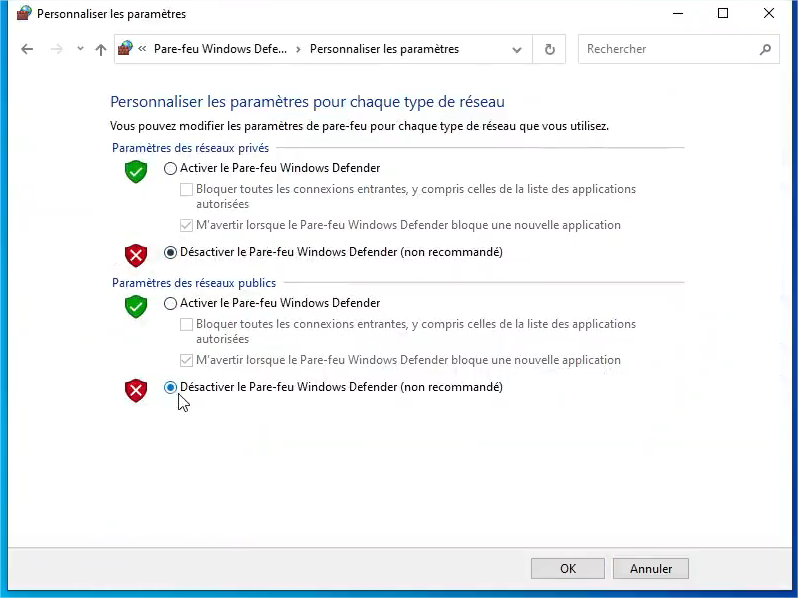 Personnaliser les paramètres
« Pare-feu Windows Defe... › Personnaliser les paramètres
Rechercher
Personnaliser les paramètres pour chaque type de réseau
Vous pouvez modifier les paramètres de pare-feu pour chaque type de réseau que vous utilisez.
Paramètres des réseaux privés
Activer le Pare-feu Windows Defender
Bloquer toutes les connexions entrantes, y compris celles de la liste des applications
autorisées
M'avertir lorsque le Pare-feu Windows Defender bloque une nouvelle application
Désactiver le Pare-feu Windows Defender (non recommandé)
Paramètres des réseaux publics
Activer le Pare-feu Windows Defender
Bloquer toutes les connexions entrantes, y compris celles de la liste des applications
autorisées
M'avertir lorsque le Pare-feu Windows Defender bloque une nouvelle application
Désactiver le Pare-feu Windows Defender (non recommandé)
OK
Annuler